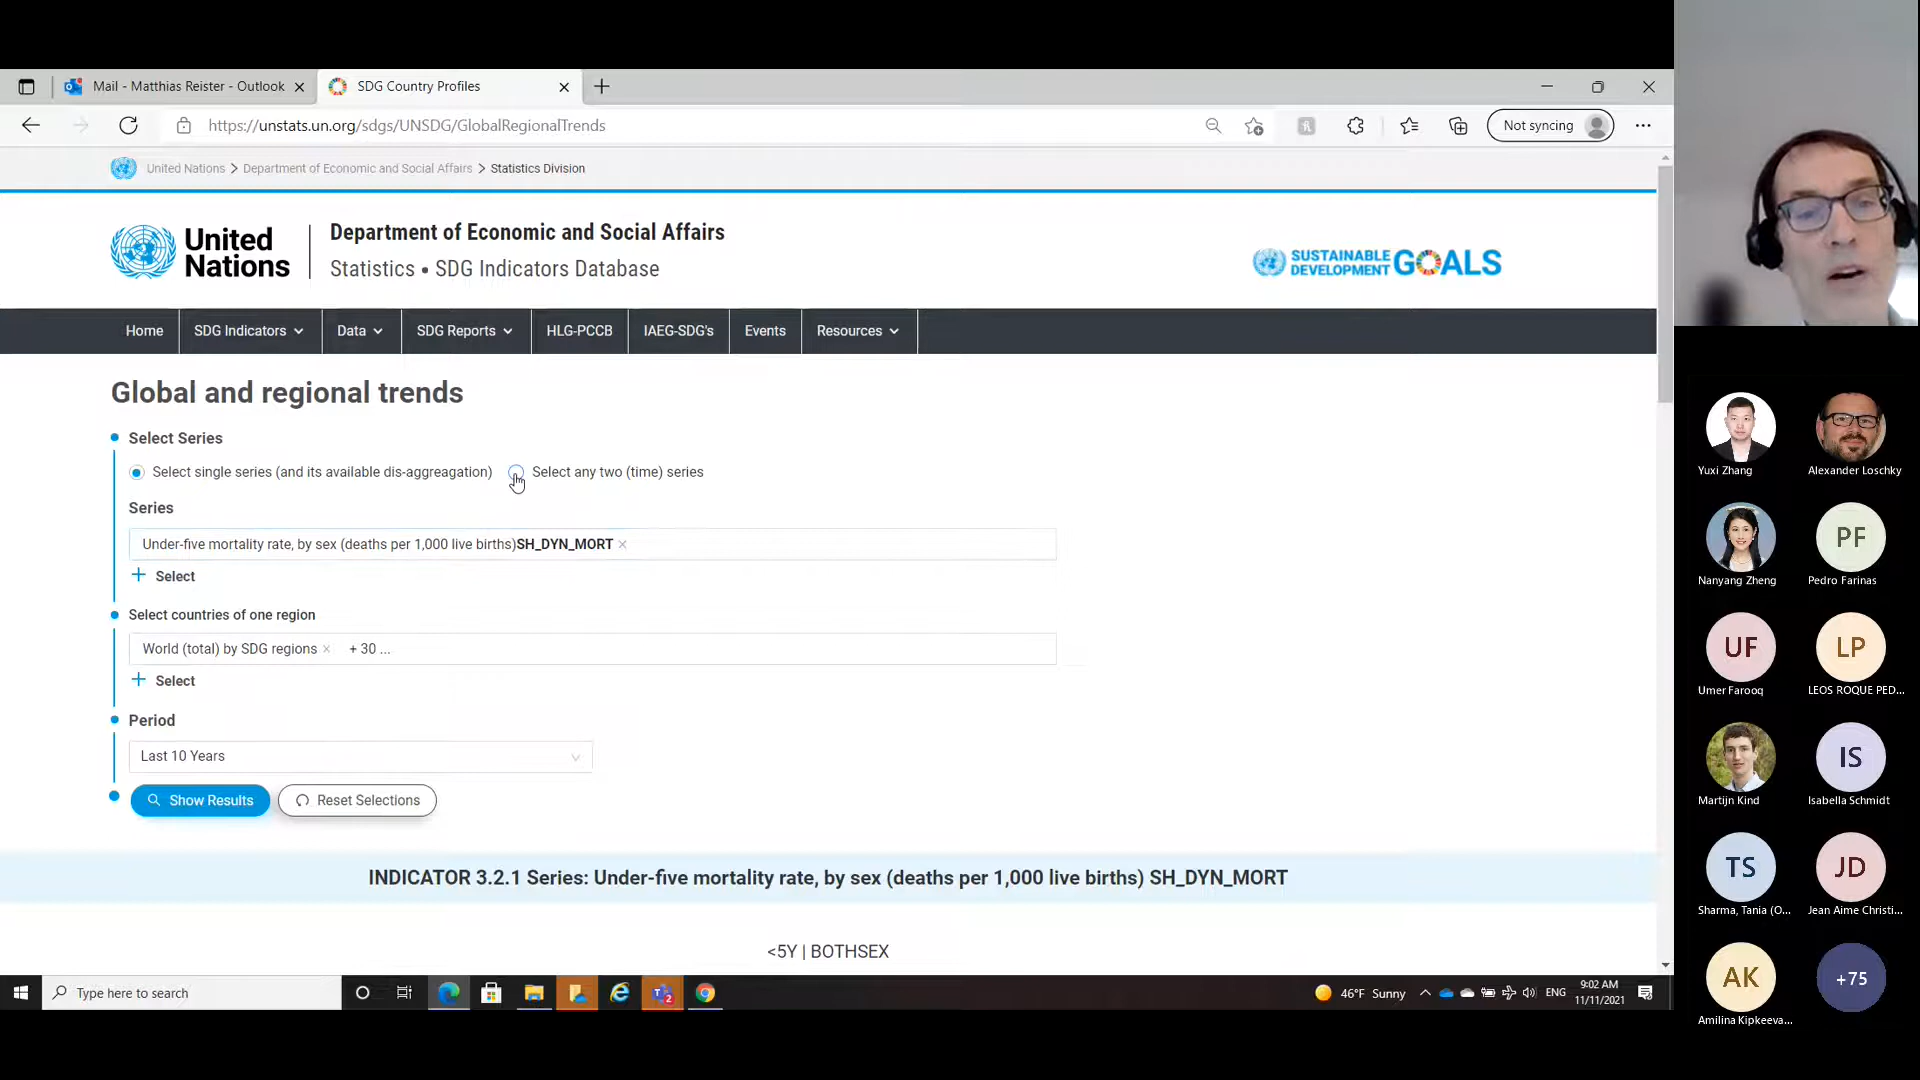 Mail - Matthias Reister - Outlook
SDG Country Profiles
https://unstats.un.org/sdgs/UNSDG/GlobalRegionalTrends
Not syncing
United Nations > Department of Economic and Social Affairs > Statistics Division
United
Nations
Department of Economic and Social Affairs
Statistics • SDG Indicators Database
SUSTAINABLE
DEVELOPMENT
GOALS
Home
SDG Indicators
Data
SDG Reports
HLG-PCCB
IAEG-SDG's
Events
Resources
Global and regional trends
Select Series
Select single series (and its available dis-aggreagation)
Select any two (time) series
Series
Under-five mortality rate, by sex (deaths per 1,000 live births)SH_DYN_MORT ×
+ Select
Select countries of one region
World (total) by SDG regions × + 30 ...
+ Select
Period
Last 10 Years
Show Results
Reset Selections
INDICATOR 3.2.1 Series: Under-five mortality rate, by sex (deaths per 1,000 live births) SH_DYN_MORT
<5Y | BOTHSEX
Type here to search
2
46°F Sunny
ENG
9:02 AM
11/11/2021
Yuxi Zhang
Alexander Loschky
PF
Nanyang Zheng
Pedro Farinas
UF
LP
Umer Farooq
LEOS ROQUE PED...
IS
Martijn Kind
Isabella Schmidt
TS
JD
Sharma, Tania (O...
Jean Aime Christi...
AK
+75
Amilina Kipkeeva...